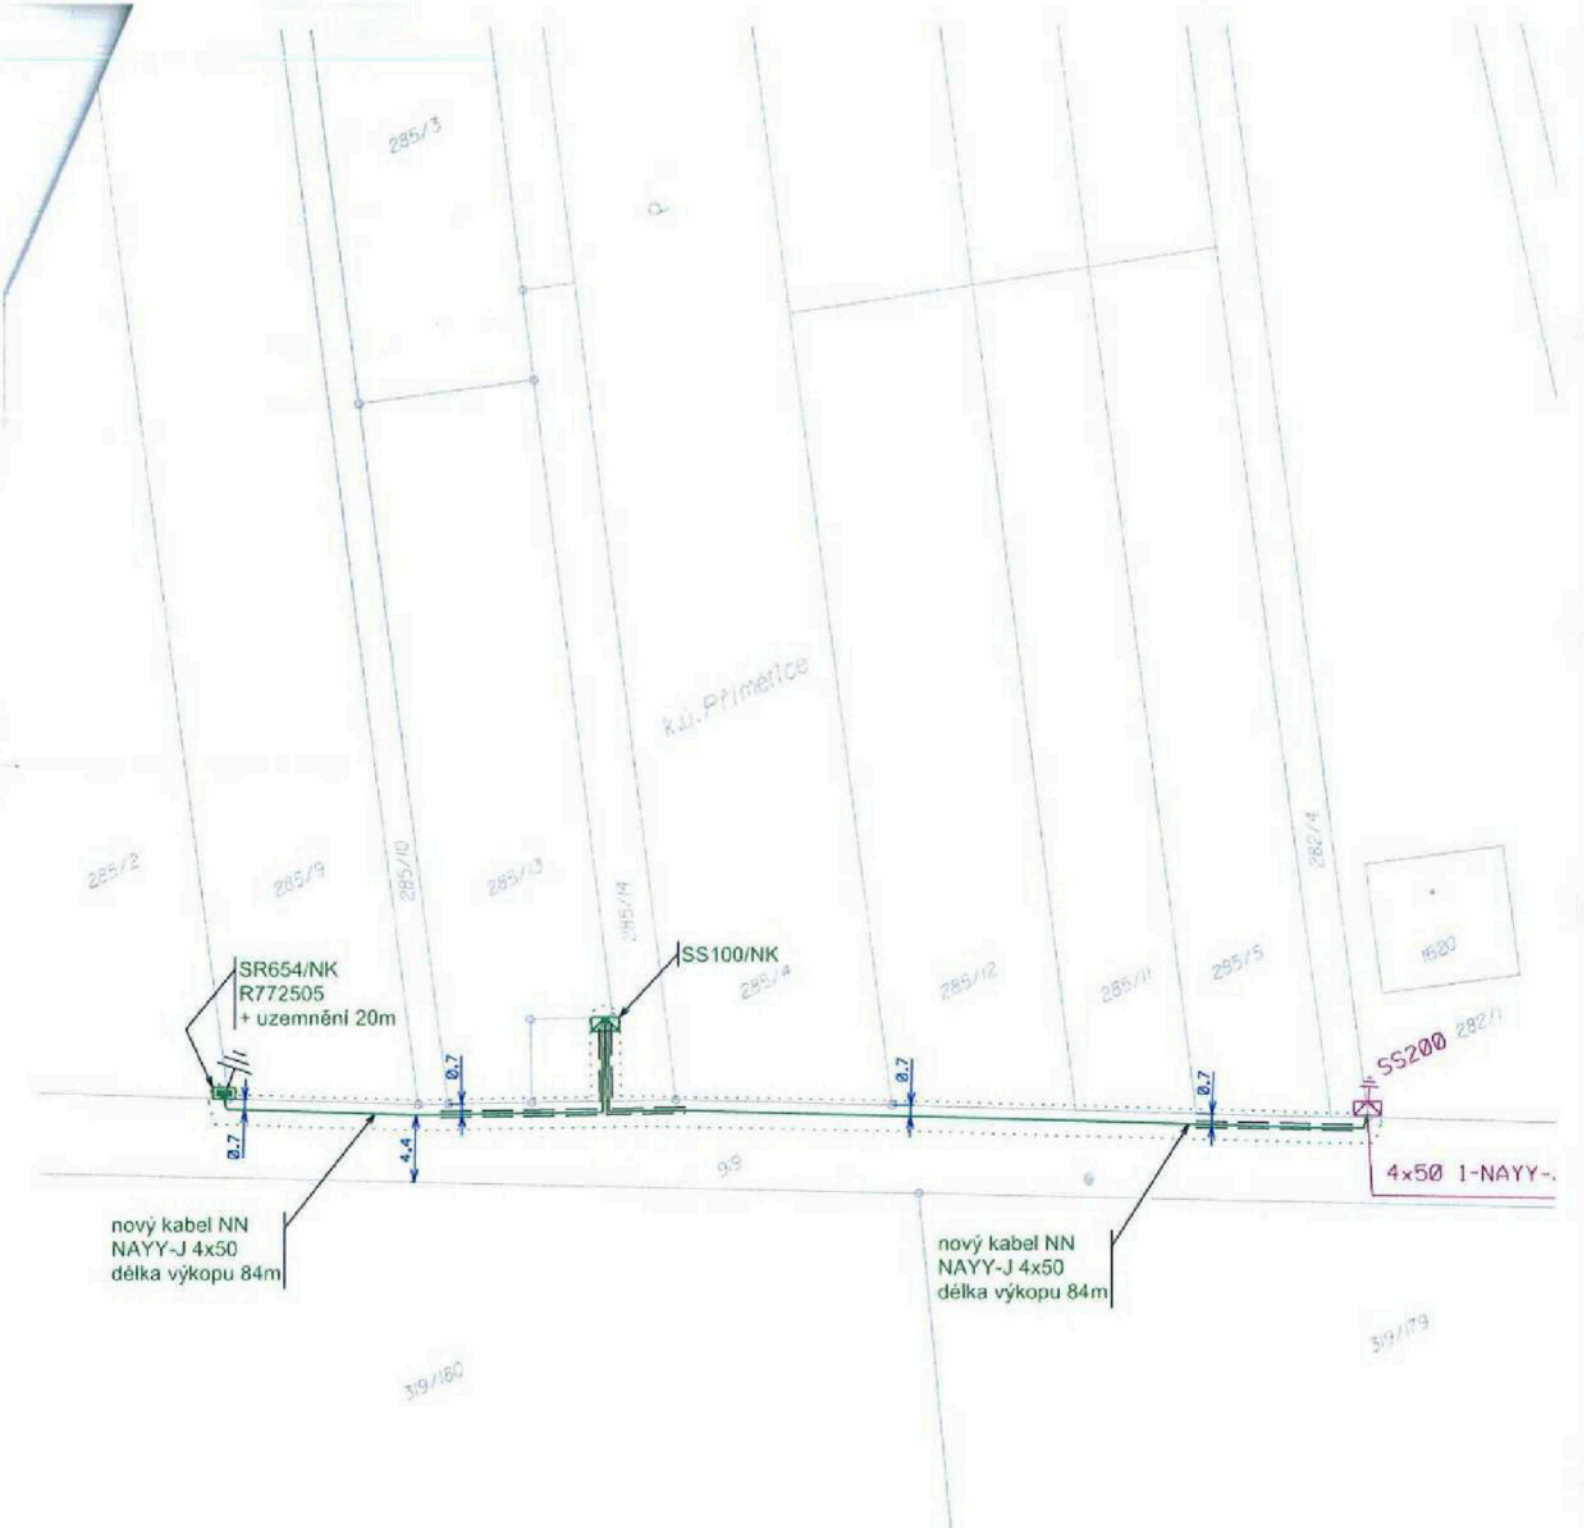 285/3
k.ú.Přímětice
285/2
285/9
285/10
285/13
285/14
285/4
285/12
285/11
285/5
282/4
1620
282/1
SS200
SR654/NK
R772505
+ uzemnění 20m
SS100/NK
0.7
0.7
0.7
0.7
4.4
4x50 1-NAYY-
nový kabel NN
NAYY-J 4x50
délka výkopu 84m
nový kabel NN
NAYY-J 4x50
délka výkopu 84m
319/180
319/179